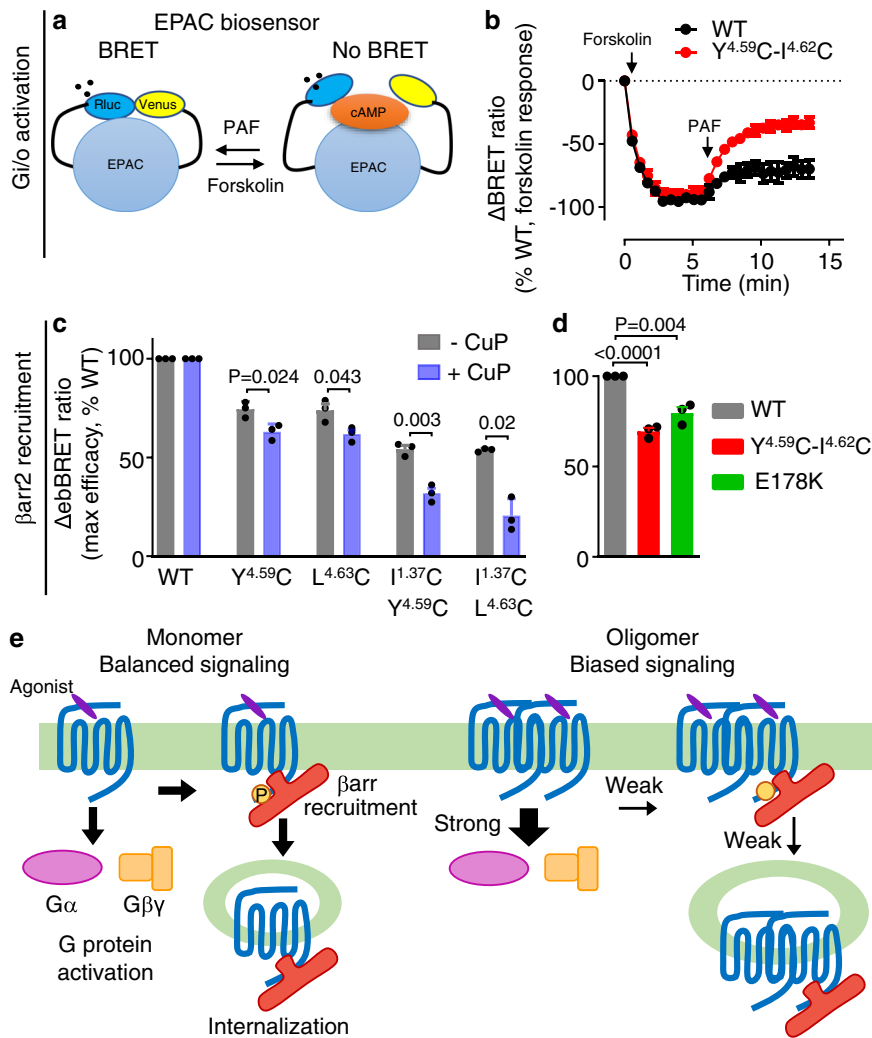 a
EPAC biosensor
BRET
No BRET
Gi/o activation
Rluc
Venus
EPAC
PAF
Forskolin
cAMP
EPAC
b
WT
Y4.59C-I4.62C
Forskolin
PAF
ΔBRET ratio
(% WT, forskolin response)
0
-50
-100
0
5
10
15
Time (min)
c
- CuP
+ CuP
βarr2 recruitment
ΔebBRET ratio
(max efficacy, % WT)
100
50
0
P=0.024
0.043
0.003
0.02
WT
Y4.59C
L4.63C
I1.37C
Y4.59C
I1.37C
L4.63C
d
P=0.004
<0.0001
100
50
0
WT
Y4.59C-I4.62C
E178K
e
Monomer
Balanced signaling
Agonist
P
βarr
recruitment
Gα
Gβγ
G protein
activation
Internalization
Oligomer
Biased signaling
Weak
Strong
Weak